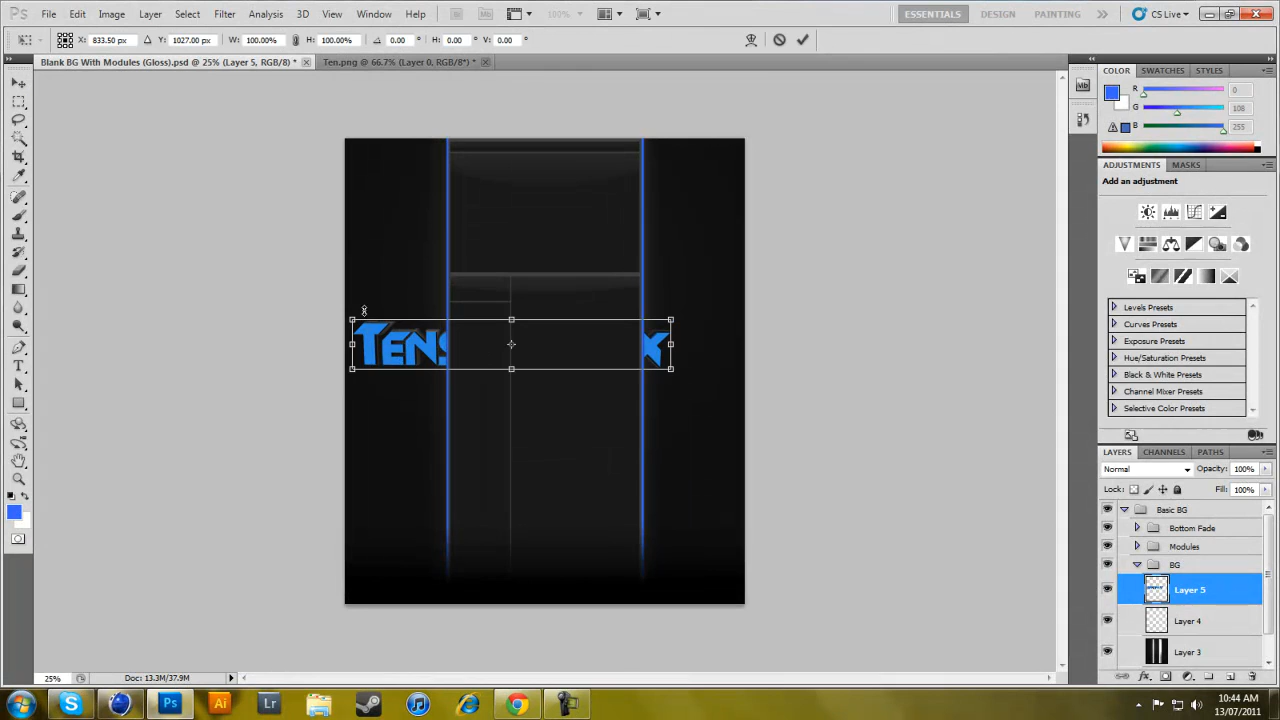 Ps File Edit Image Layer Select Filter Analysis 3D View Window Help Mb 100% ESSENTIALS DESIGN PAINTING CS Live
X: 833.50 px Y: 1027.00 px W: 100.00% H: 100.00% 0.00 ° H: 0.00 ° V: 0.00 °
Blank BG With Modules (Gloss).psd @ 25% (Layer 5, RGB/8) * Ten.png @ 66.7% (Layer 0, RGB/8*) *
COLOR SWATCHES STYLES
R 0
G 108
B 255
ADJUSTMENTS MASKS
Add an adjustment
Levels Presets
Curves Presets
Exposure Presets
Hue/Saturation Presets
Black & White Presets
Channel Mixer Presets
Selective Color Presets
TENS K
LAYERS CHANNELS PATHS
Normal Opacity: 100%
Lock: Fill: 100%
Basic BG
Bottom Fade
Modules
BG
Layer 5
Layer 4
Layer 3
25% Doc: 13.3M/37.9M
Ps Ai Lr
10:44 AM
13/07/2011